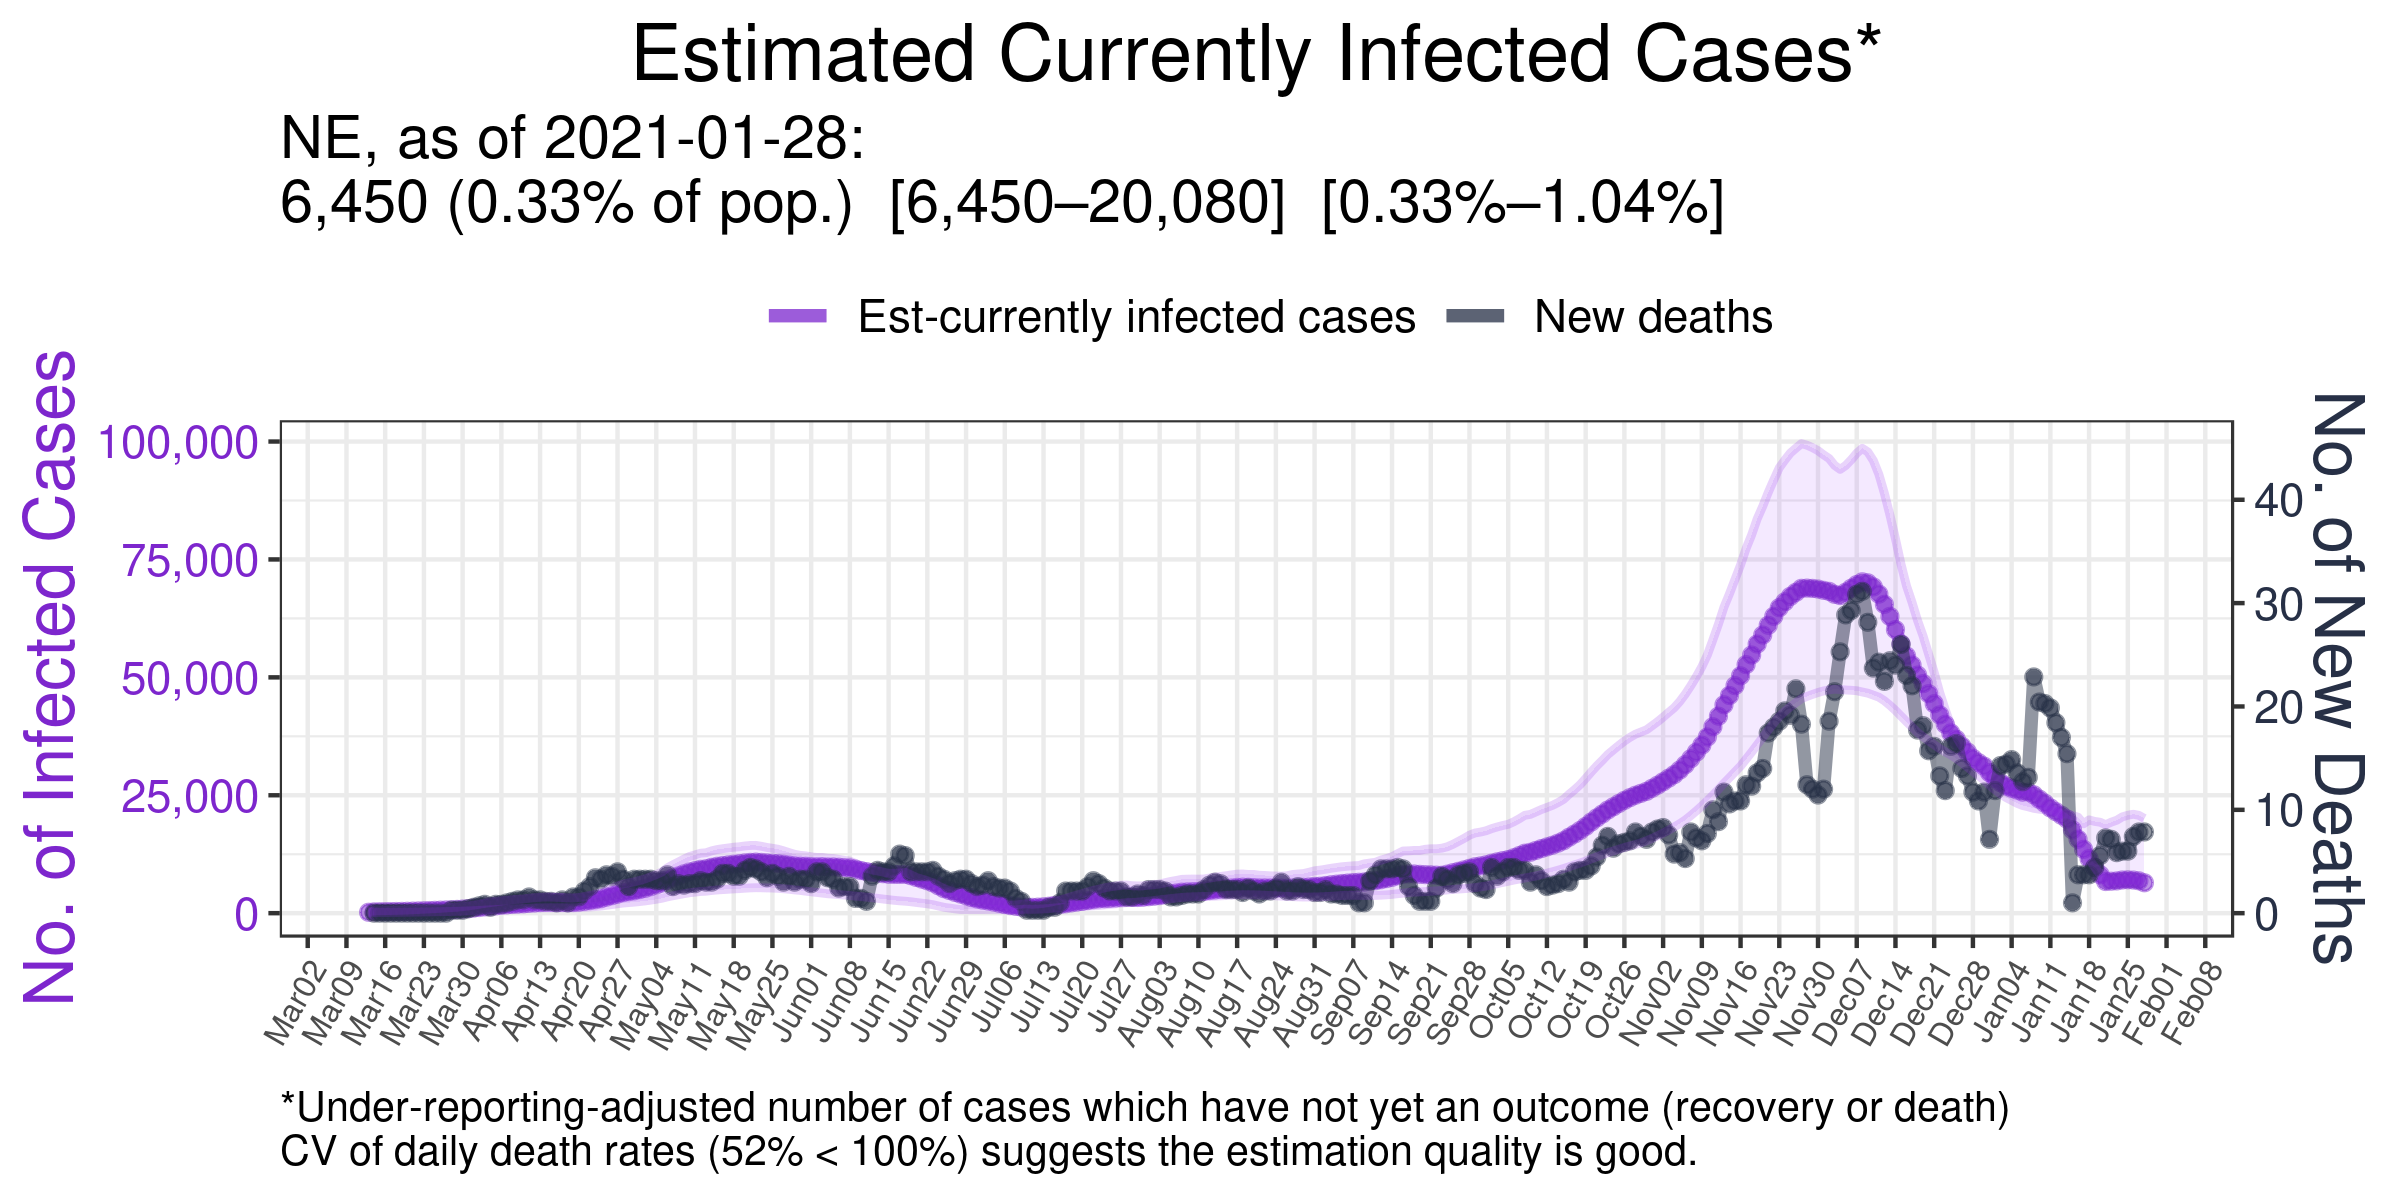 Estimated Currently Infected Cases*
NE, as of 2021-01-28:
6,450 (0.33% of pop.) [6,450–20,080] [0.33%–1.04%]
Est-currently infected cases
New deaths
No. of Infected Cases
100,000
75,000
50,000
25,000
0
40
30
20
10
0
No. of New Deaths
Mar02
Mar09
Mar16
Mar23
Mar30
Apr06
Apr13
Apr20
Apr27
May04
May11
May18
May25
Jun01
Jun08
Jun15
Jun22
Jun29
Jul06
Jul13
Jul20
Jul27
Aug03
Aug10
Aug17
Aug24
Aug31
Sep07
Sep14
Sep21
Sep28
Oct05
Oct12
Oct19
Oct26
Nov02
Nov09
Nov16
Nov23
Nov30
Dec07
Dec14
Dec21
Dec28
Jan04
Jan11
Jan18
Jan25
Feb01
Feb08
*Under-reporting-adjusted number of cases which have not yet an outcome (recovery or death)
CV of daily death rates (52% < 100%) suggests the estimation quality is good.